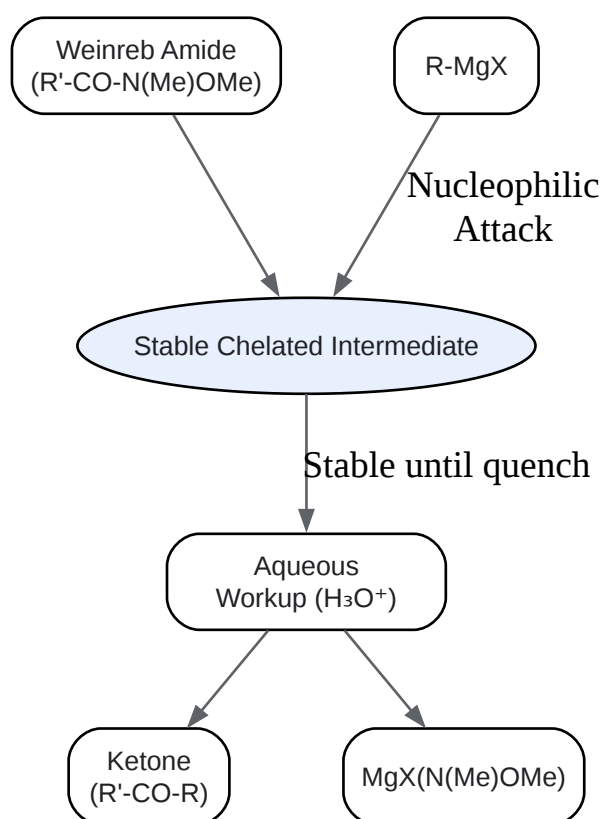 Weinreb Amide
(R'-CO-N(Me)OMe)
R-MgX
Nucleophilic
Attack
Stable Chelated Intermediate
Stable until quench
Aqueous
Workup (H₃O⁺)
Ketone
(R'-CO-R)
MgX(N(Me)OMe)